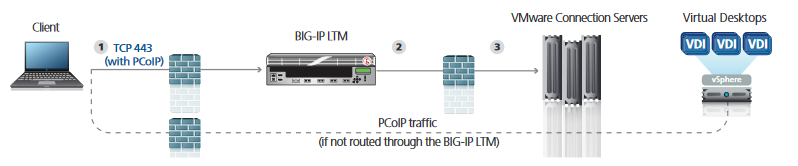 Client
BIG-IP LTM
VMware Connection Servers
Virtual Desktops
1
TCP 443
(with PCoIP)
2
3
VDI VDI VDI
vSphere
PCoIP traffic
(if not routed through the BIG-IP LTM)